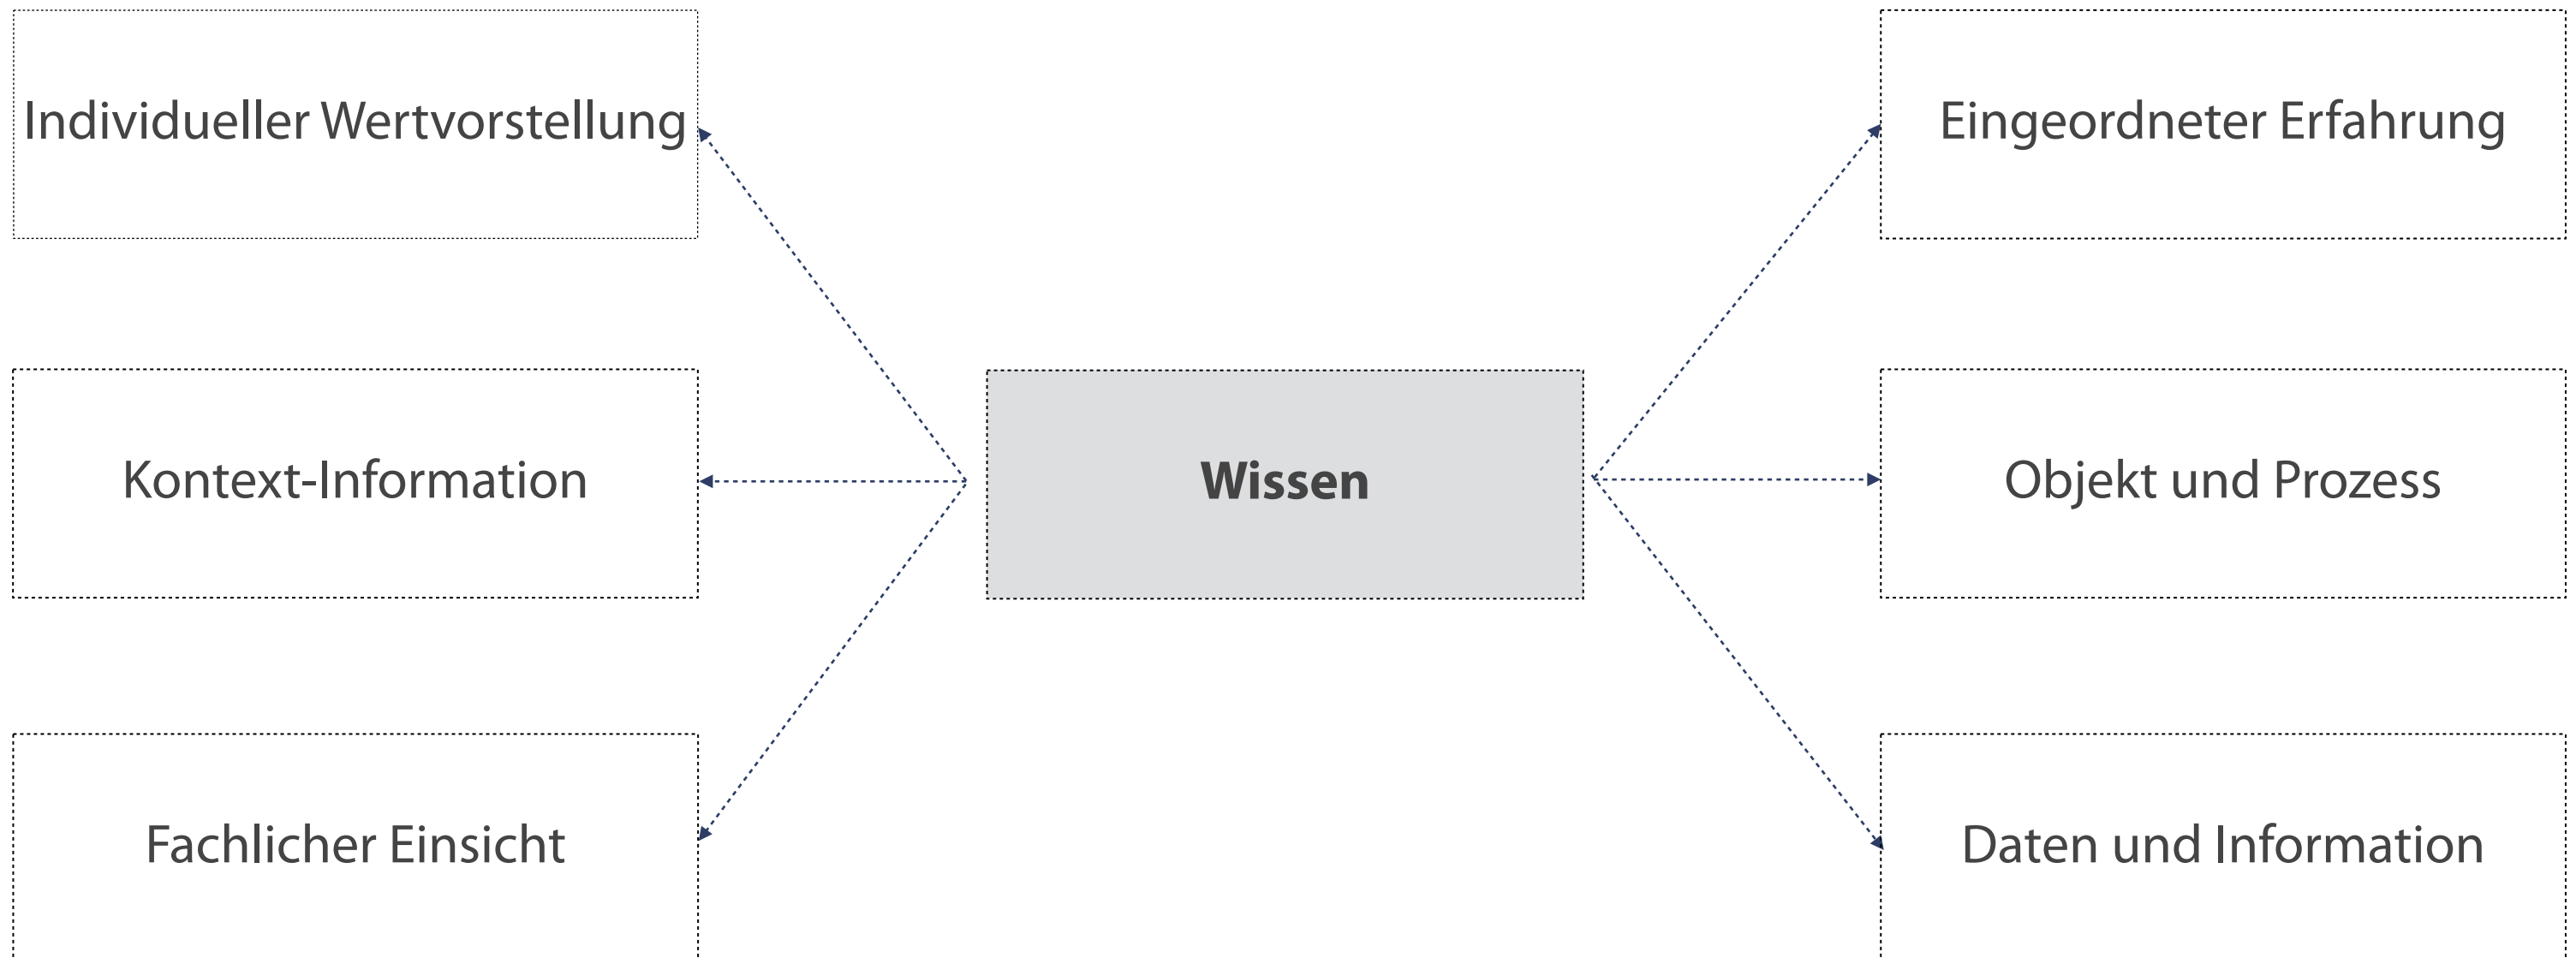 Individueller Wertvorstellung
Eingeordneter Erfahrung
Kontext-Information
Wissen
Objekt und Prozess
Fachlicher Einsicht
Daten und Information